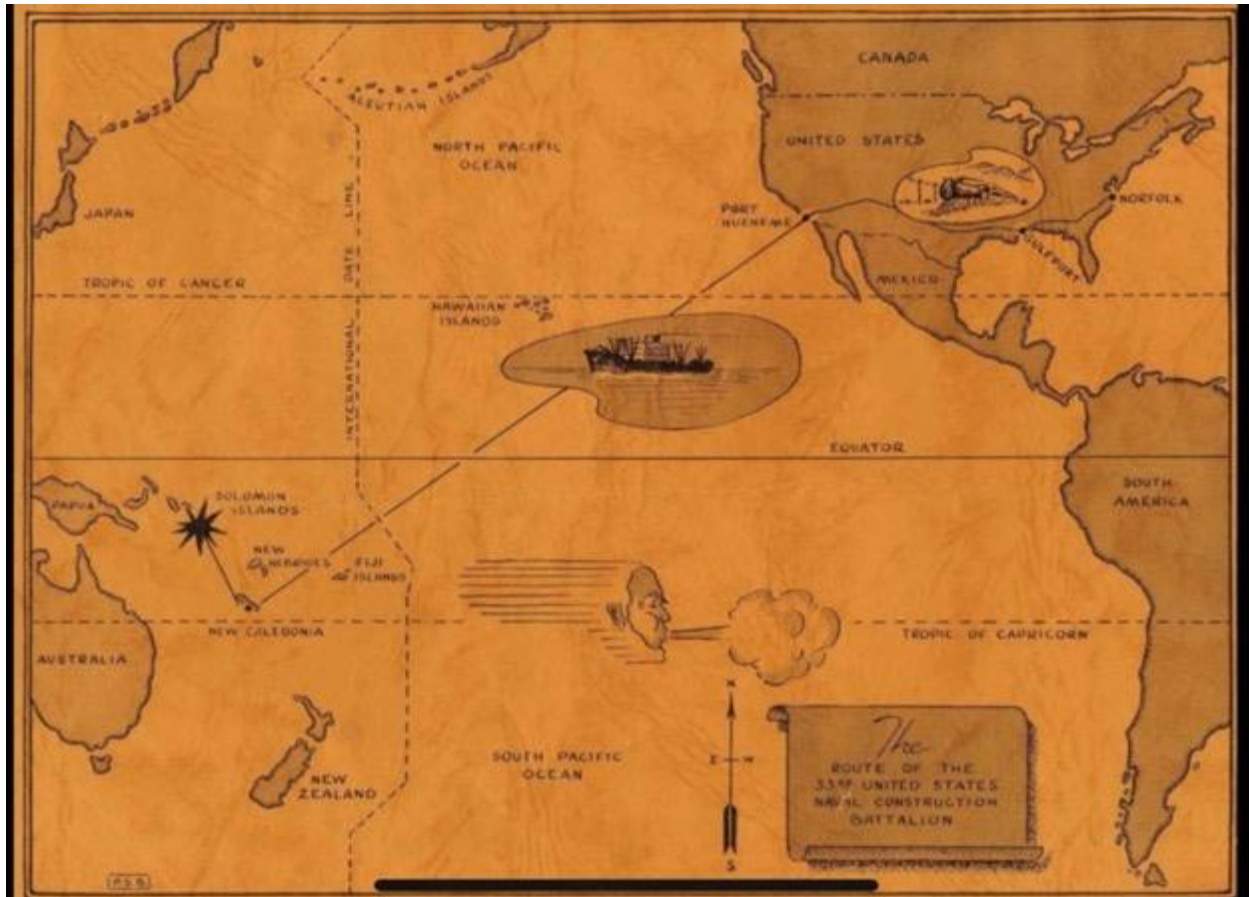 CANADA
ALEUTIAN ISLANDS
UNITED STATES
NORTH PACIFIC
OCEAN
JAPAN
INTERNATIONAL DATE LINE
PORT
HUENEME
NORFOLK
GULFPORT
MEXICO
TROPIC OF CANCER
HAWAIIAN
ISLANDS
EQUATOR
PAPUA
SOLOMON
ISLANDS
SOUTH
AMERICA
NEW
HEBRIDES
FIJI
ISLANDS
NEW CALEDONIA
TROPIC OF CAPRICORN
AUSTRALIA
NEW
ZEALAND
SOUTH PACIFIC
OCEAN
N
E W
S
The
ROUTE OF THE
33RD UNITED STATES
NAVAL CONSTRUCTION
BATTALION